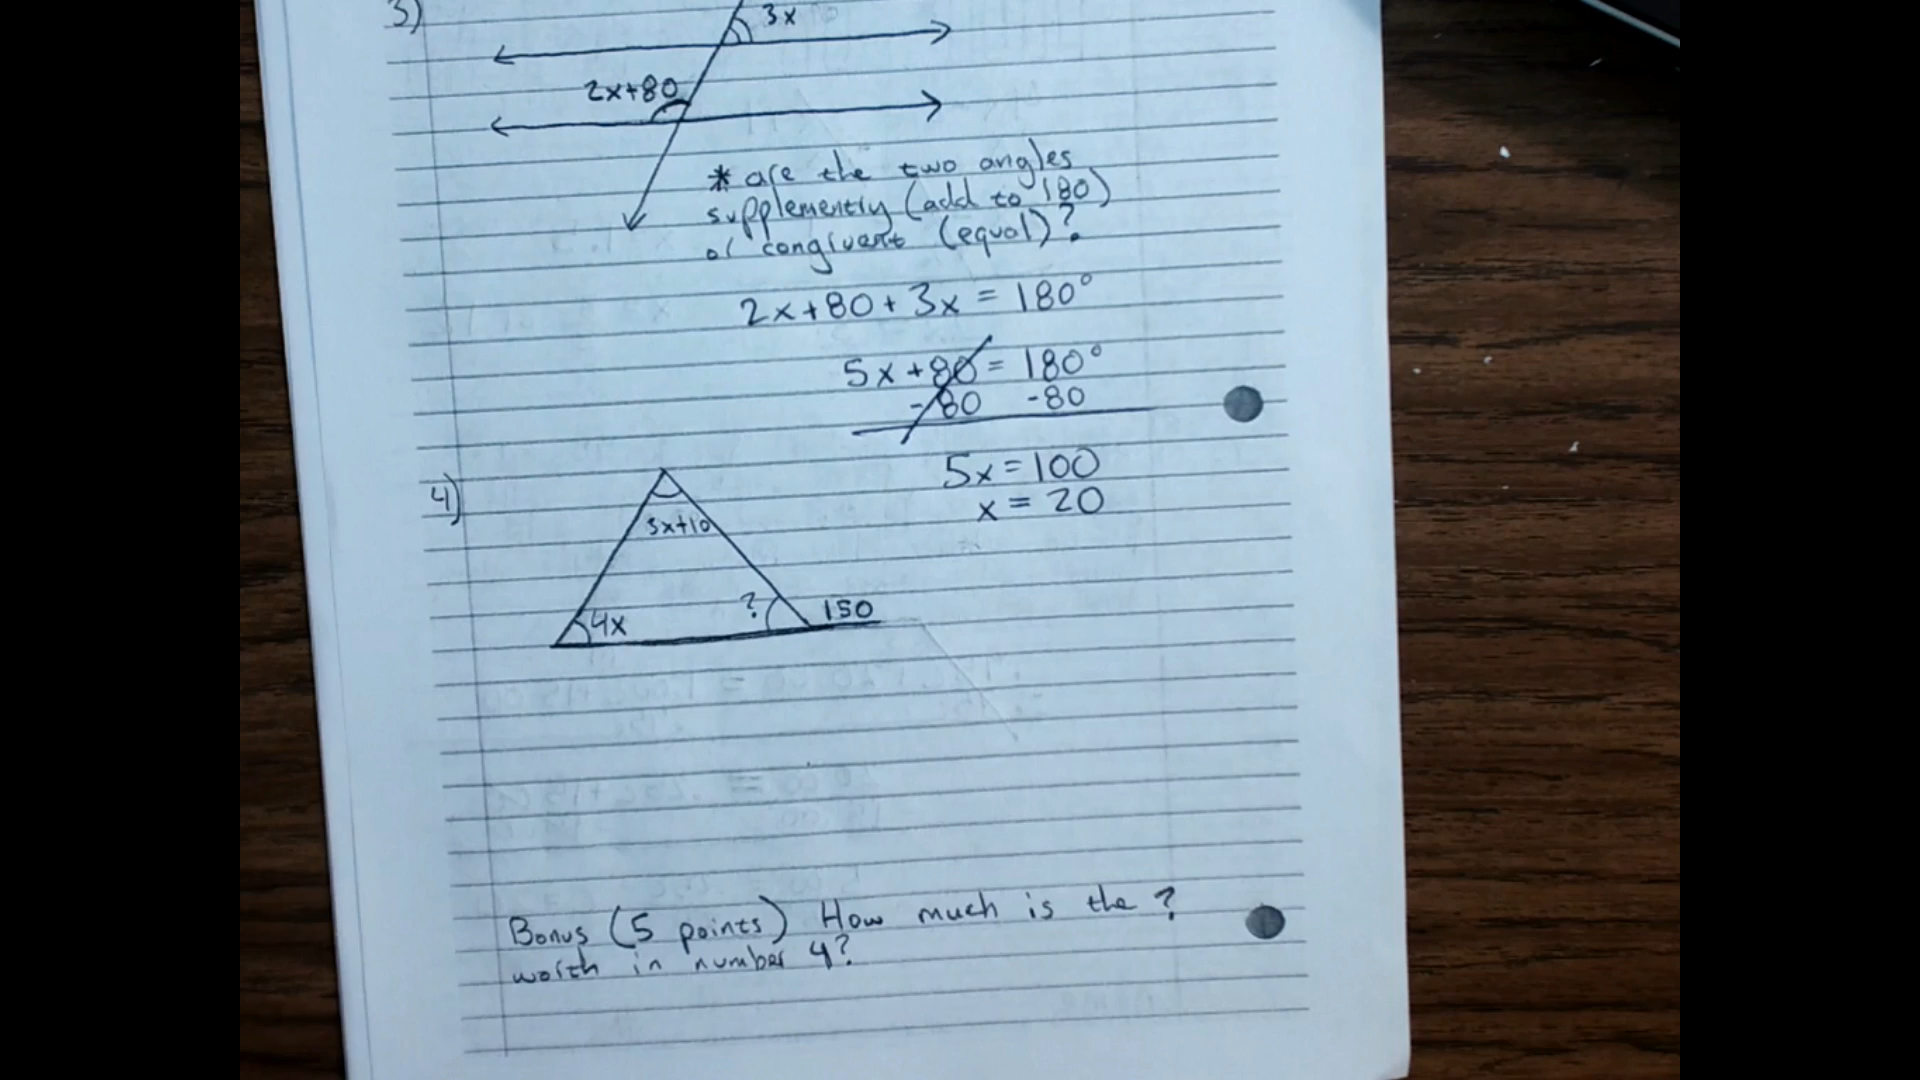 3)
3x
2x+80
* are the two angles
supplementry (add to 180)
or congruent (equal)?
2x+80+3x = 180°
5x+80 = 180°
-80 -80
5x=100
x = 20
4)
3x+10
4x ? 150
Bonus (5 points) How much is the ?
worth in number 4?